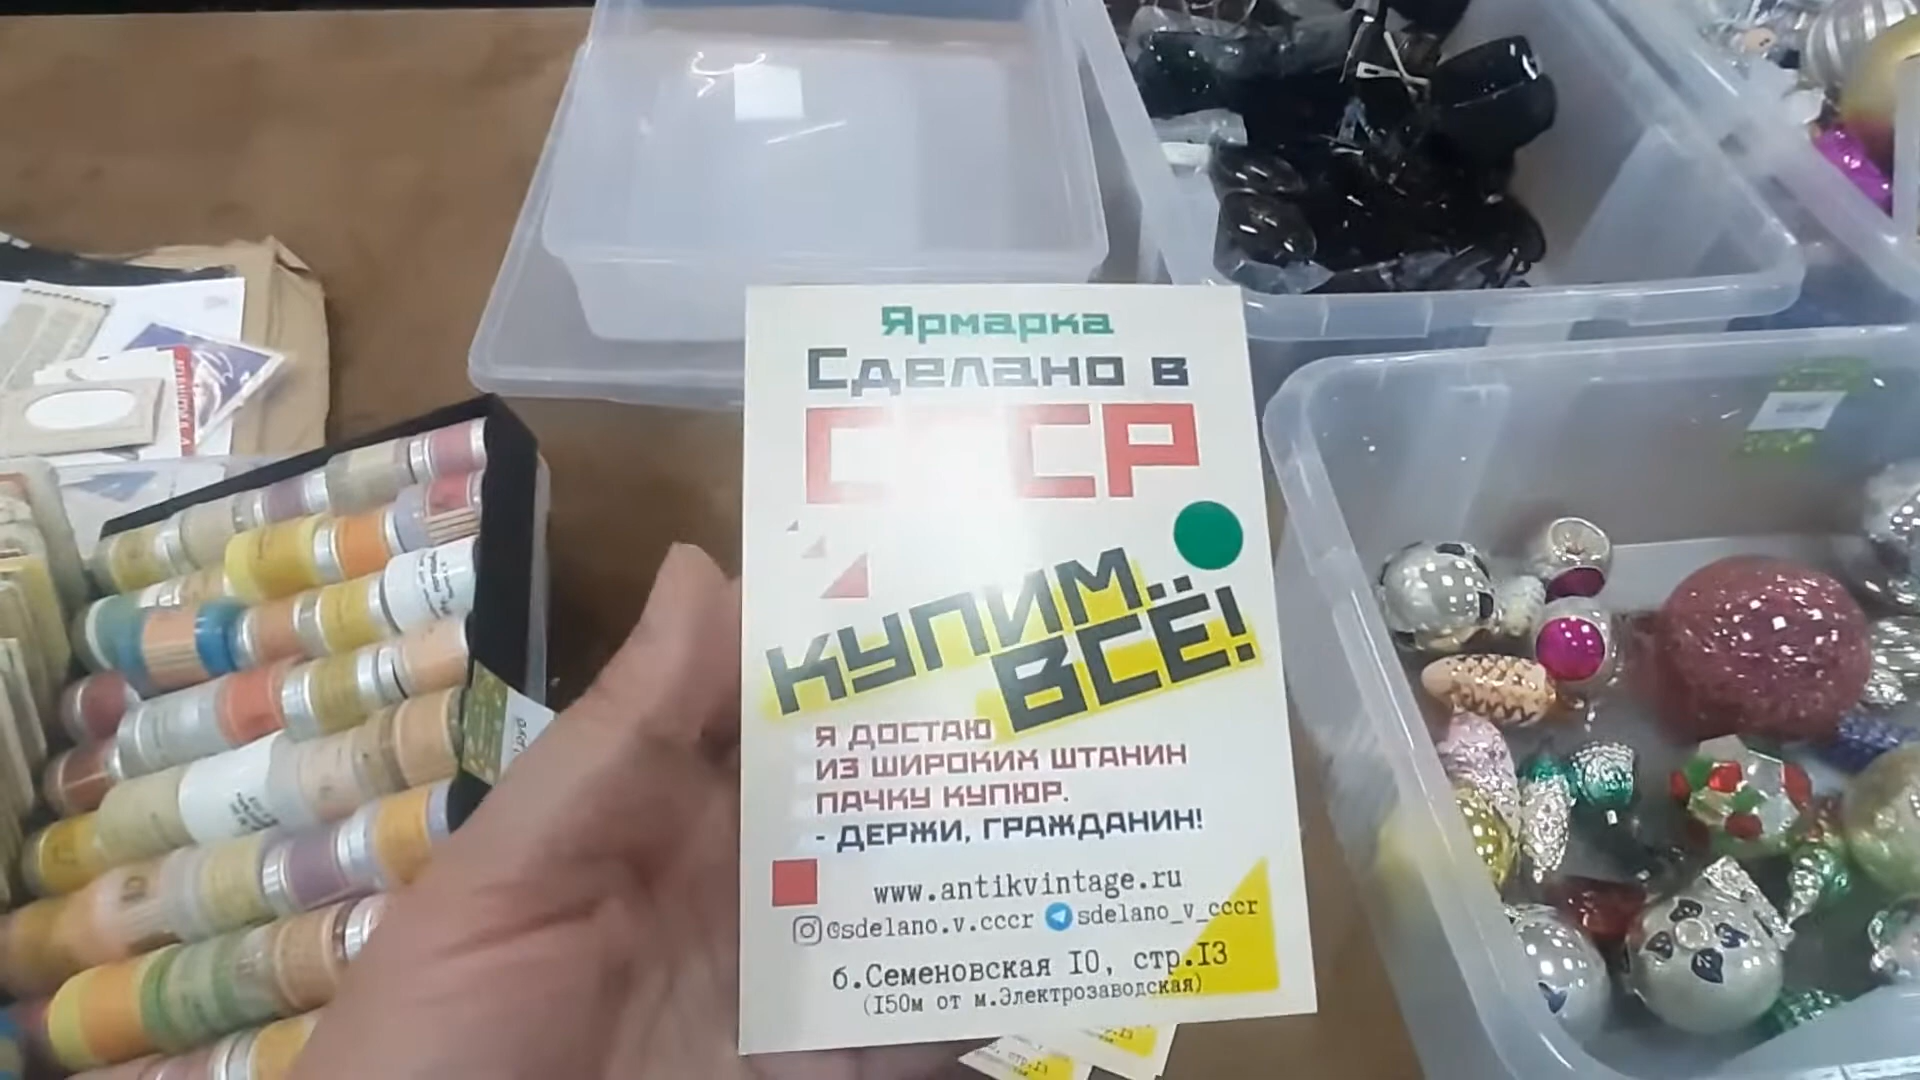 Ярмарка
Сделано в
СССР
КУПИМ..
ВСЁ!
Я ДОСТАЮ
ИЗ ШИРОКИХ ШТАНИН
ПАЧКУ КУПЮР.
- ДЕРЖИ, ГРАЖДАНИН!
www.antikvintage.ru
@sdelano.v.cccr sdelano_v_cccr
б.Семеновская 10, стр.13
(150м от м.Электрозаводская)